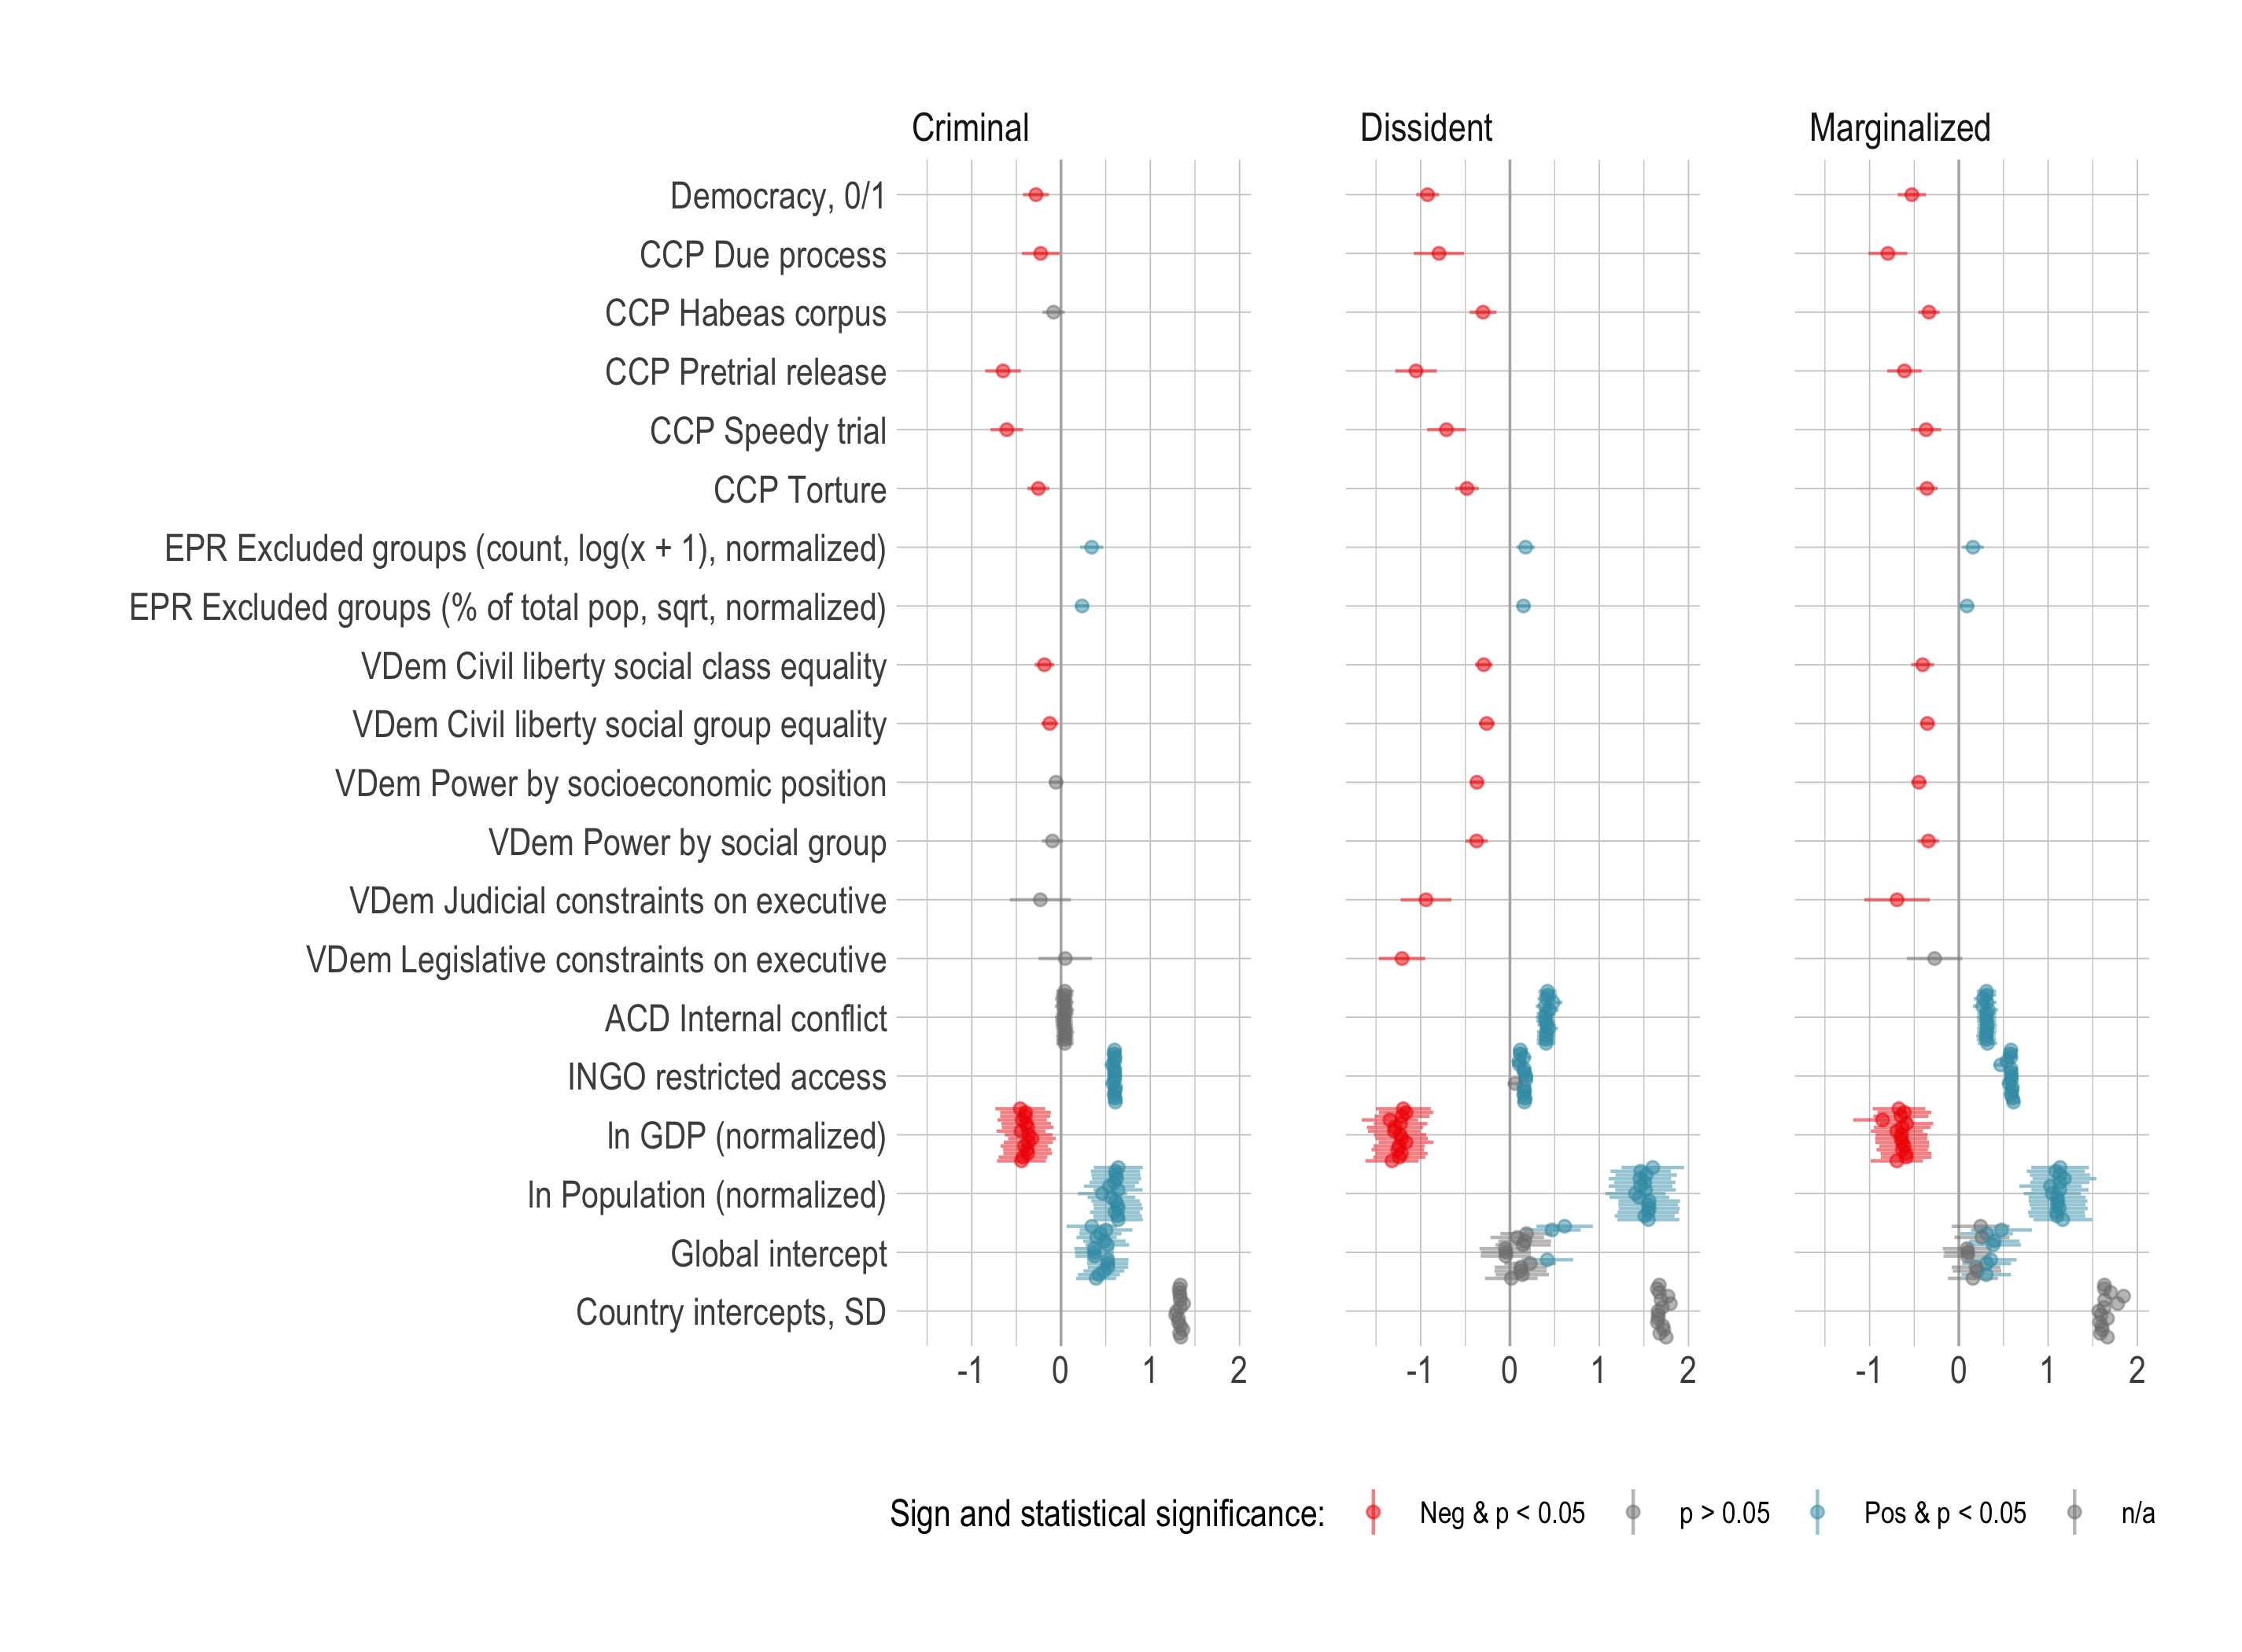 Criminal Dissident Marginalized
Democracy, 0/1
CCP Due process
CCP Habeas corpus
CCP Pretrial release
CCP Speedy trial
CCP Torture
EPR Excluded groups (count, log(x + 1), normalized)
EPR Excluded groups (% of total pop, sqrt, normalized)
VDem Civil liberty social class equality
VDem Civil liberty social group equality
VDem Power by socioeconomic position
VDem Power by social group
VDem Judicial constraints on executive
VDem Legislative constraints on executive
ACD Internal conflict
INGO restricted access
ln GDP (normalized)
ln Population (normalized)
Global intercept
Country intercepts, SD
-1 0 1 2 -1 0 1 2 -1 0 1 2
Sign and statistical significance: Neg & p < 0.05 p > 0.05 Pos & p < 0.05 n/a